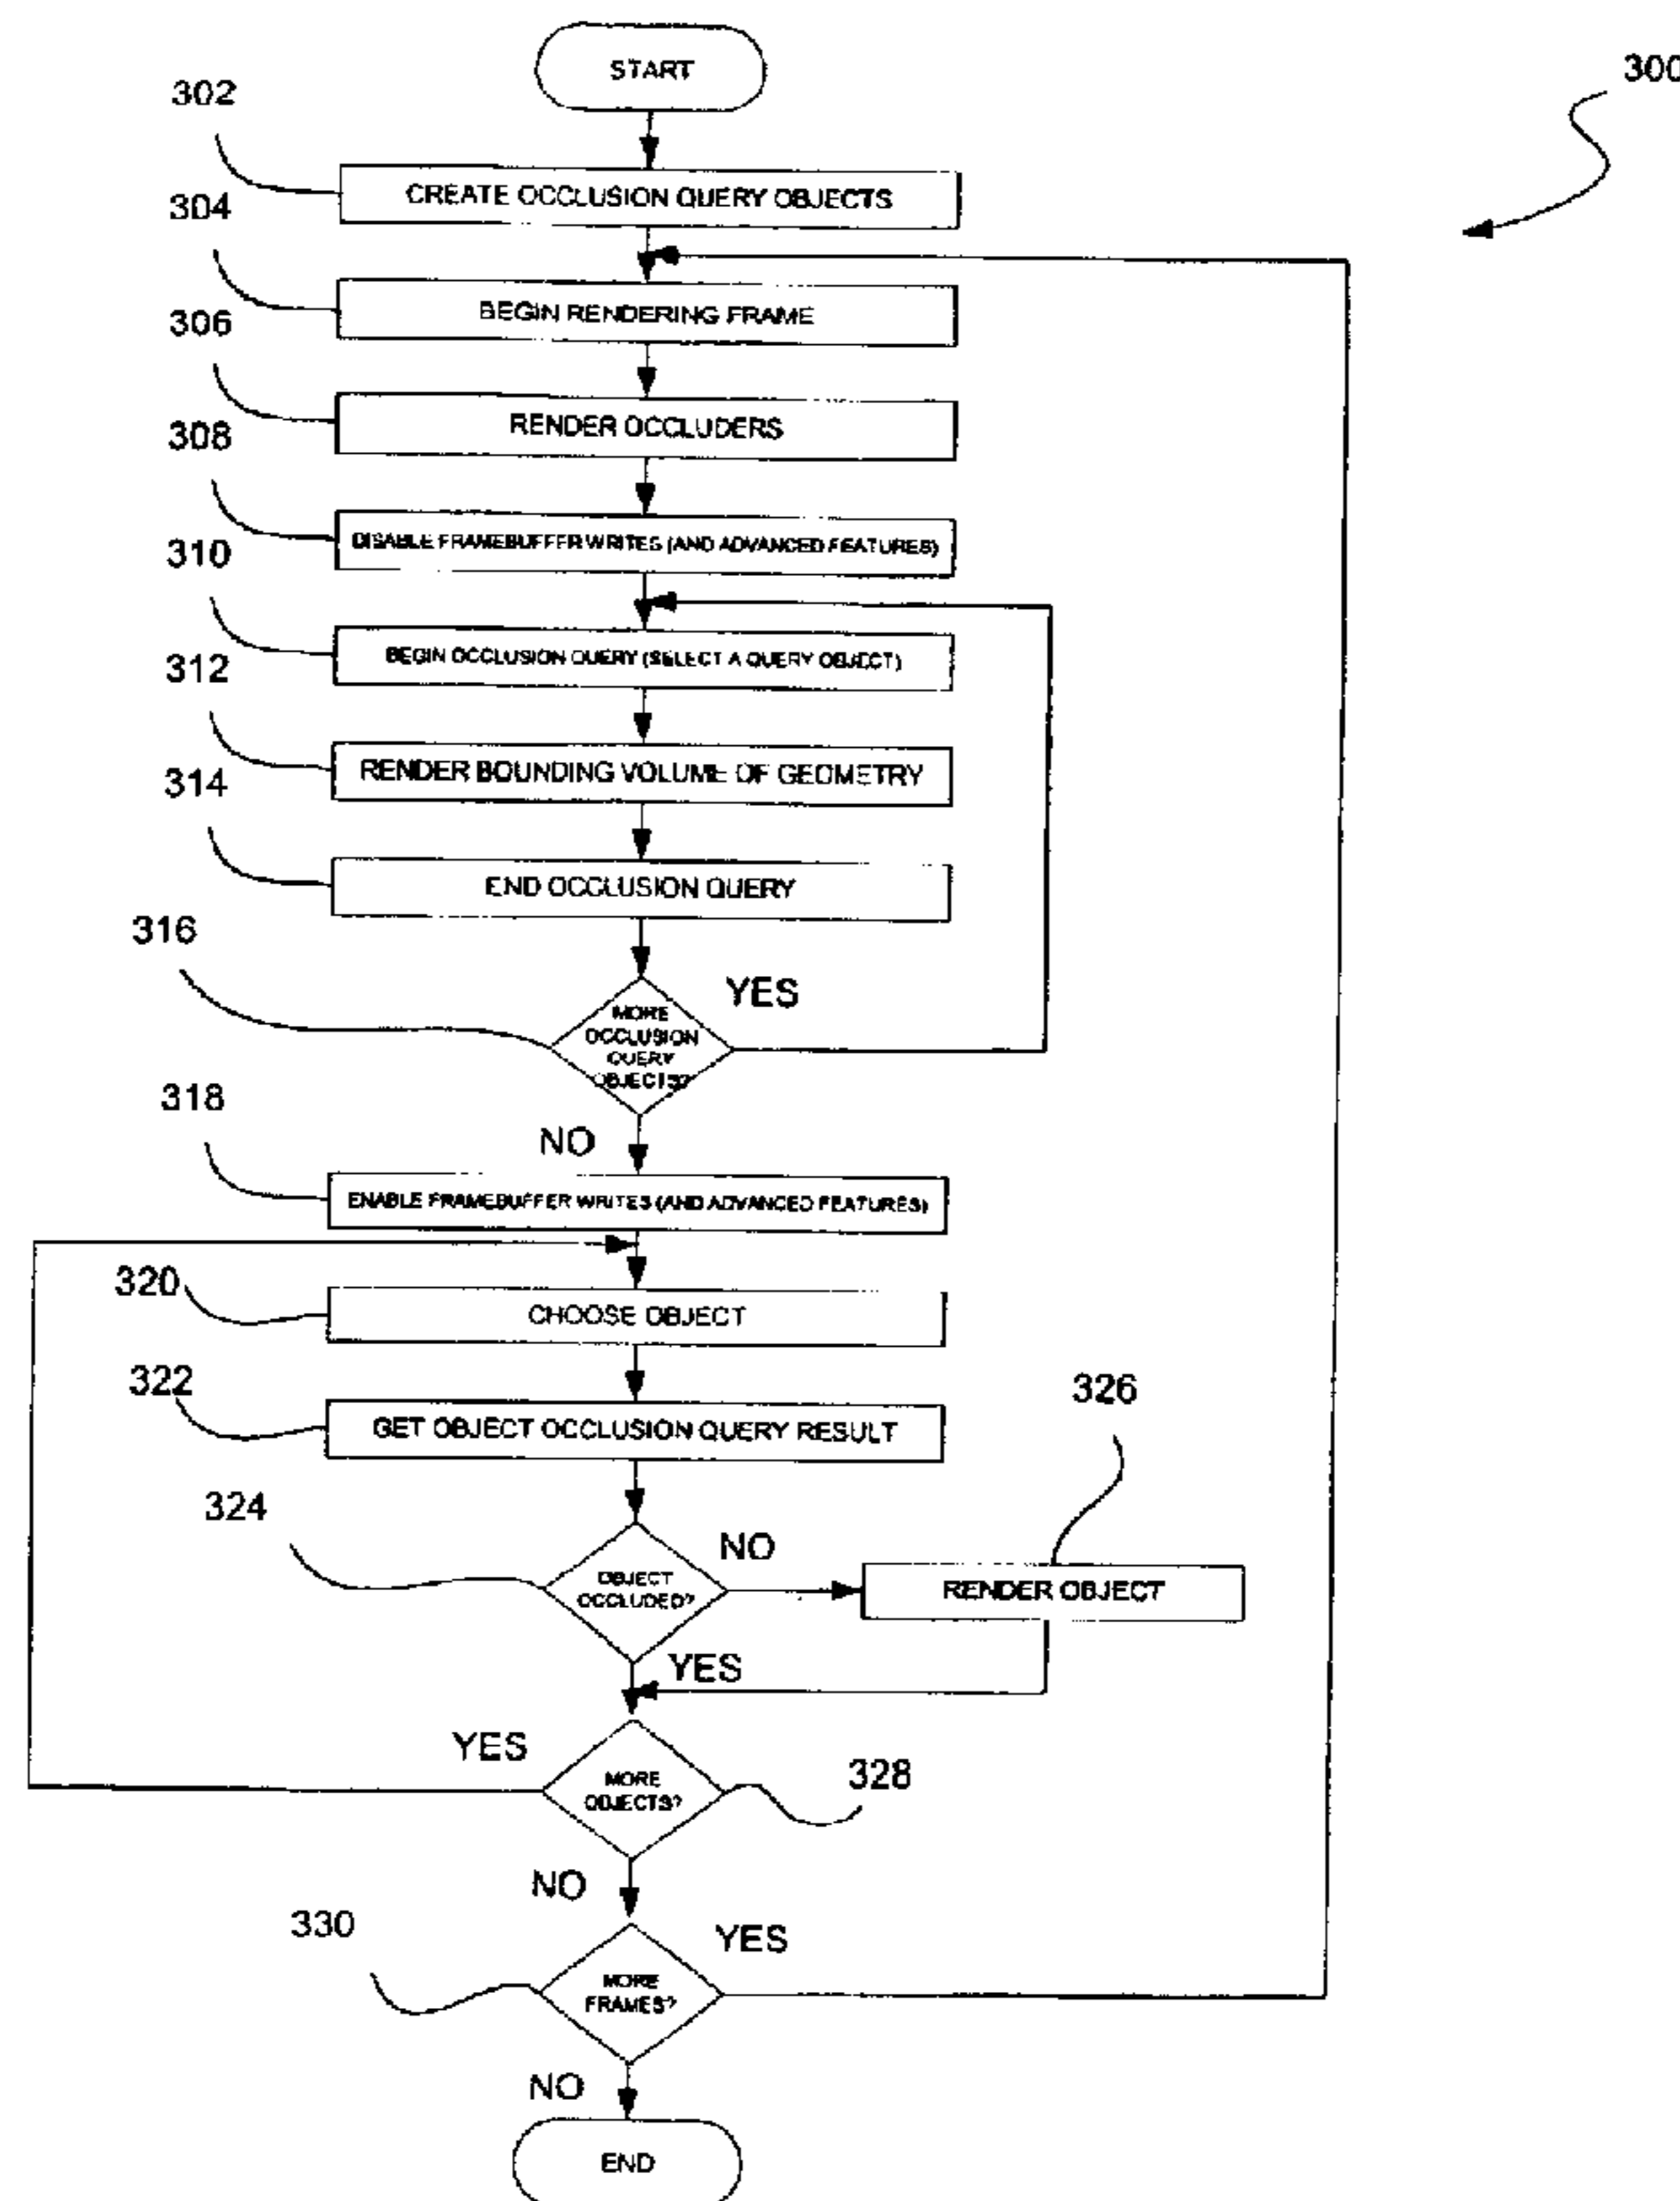 START
300
302
CREATE OCCLUSION QUERY OBJECTS
304
BEGIN RENDERING FRAME
306
RENDER OCCLUDERS
308
DISABLE FRAMEBUFFER WRITES (AND ADVANCED FEATURES)
310
BEGIN OCCLUSION QUERY (SELECT A QUERY OBJECT)
312
RENDER BOUNDING VOLUME OF GEOMETRY
314
END OCCLUSION QUERY
316
YES
MORE
OCCLUSION
QUERY
OBJECTS?
318
NO
ENABLE FRAMEBUFFER WRITES (AND ADVANCED FEATURES)
320
CHOOSE OBJECT
322
GET OBJECT OCCLUSION QUERY RESULT
326
324
NO
OBJECT
OCCLUDED?
RENDER OBJECT
YES
YES
MORE
OBJECTS?
328
NO
330
YES
MORE
FRAMES?
NO
END